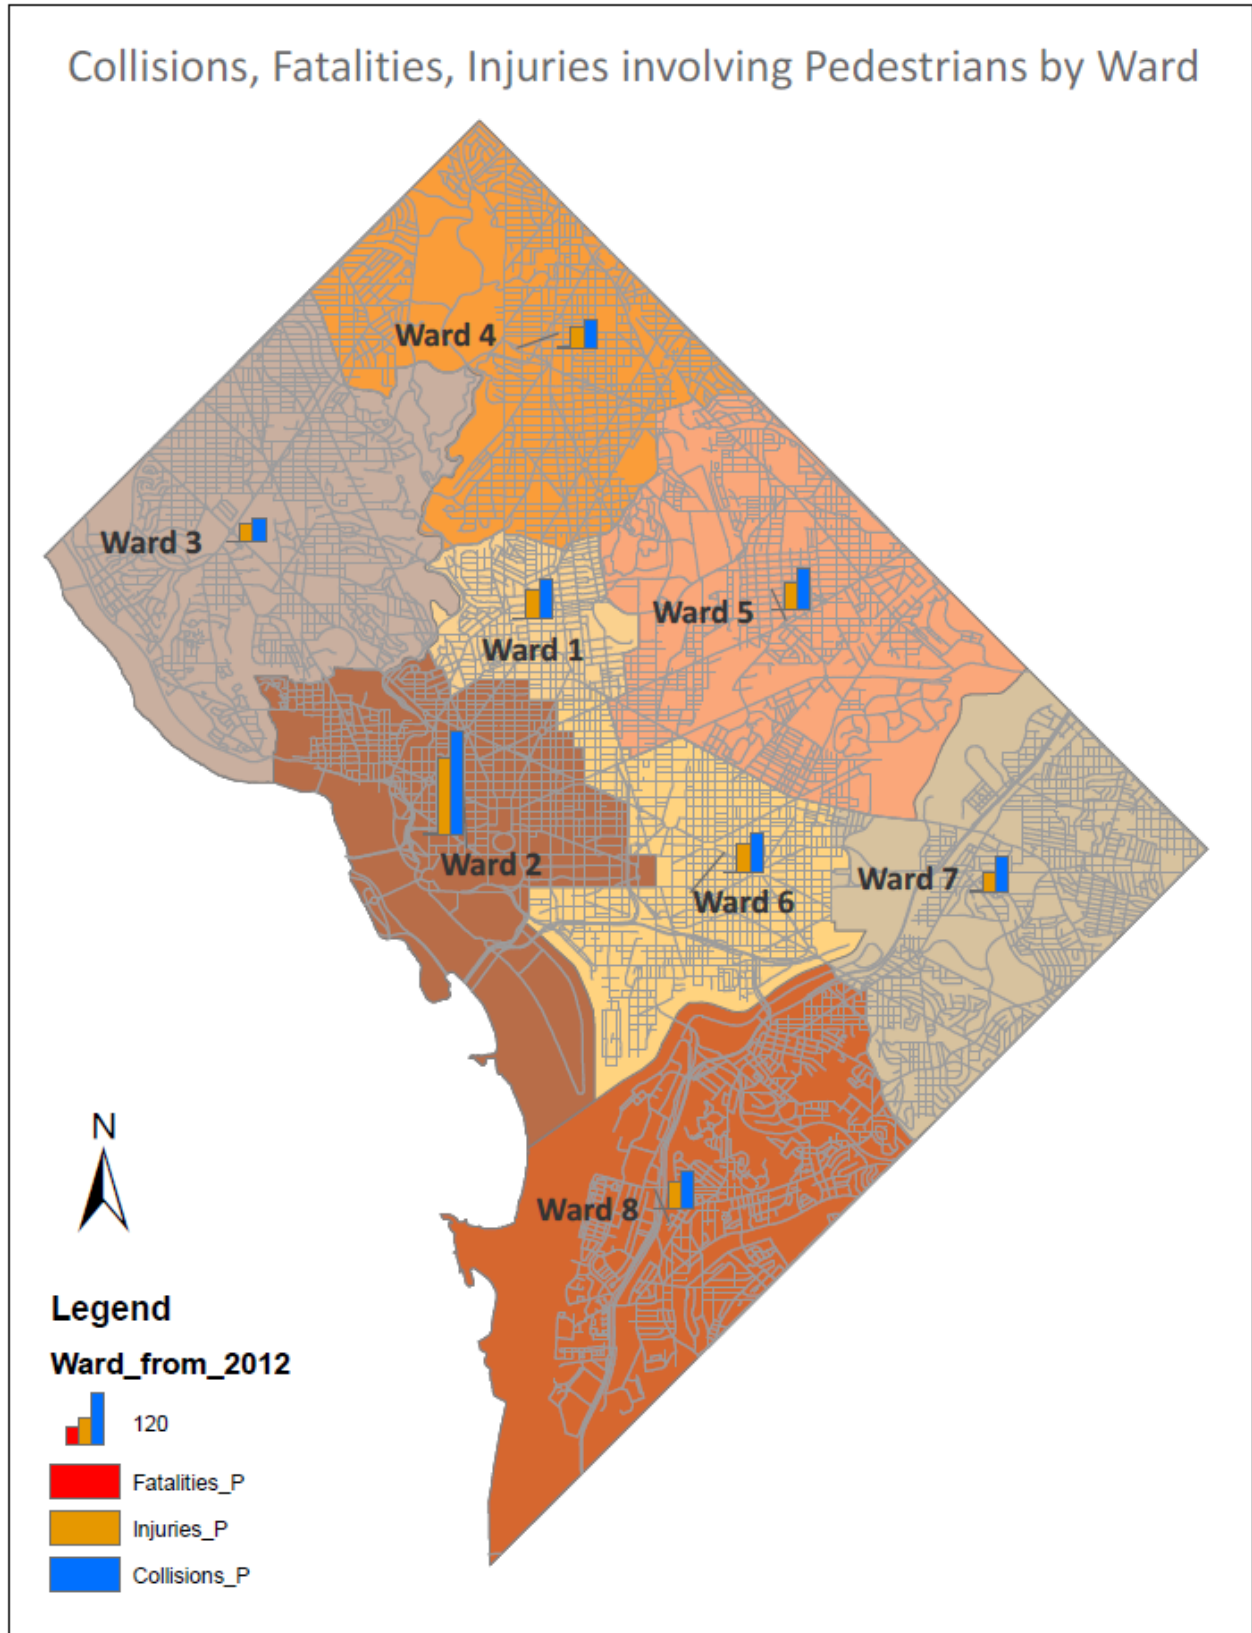 Collisions, Fatalities, Injuries involving Pedestrians by Ward
Ward 4
Ward 3
Ward 5
Ward 1
Ward 2
Ward 7
Ward 6
Ward 8
N
Legend
Ward_from_2012
120
Fatalities_P
Injuries_P
Collisions_P